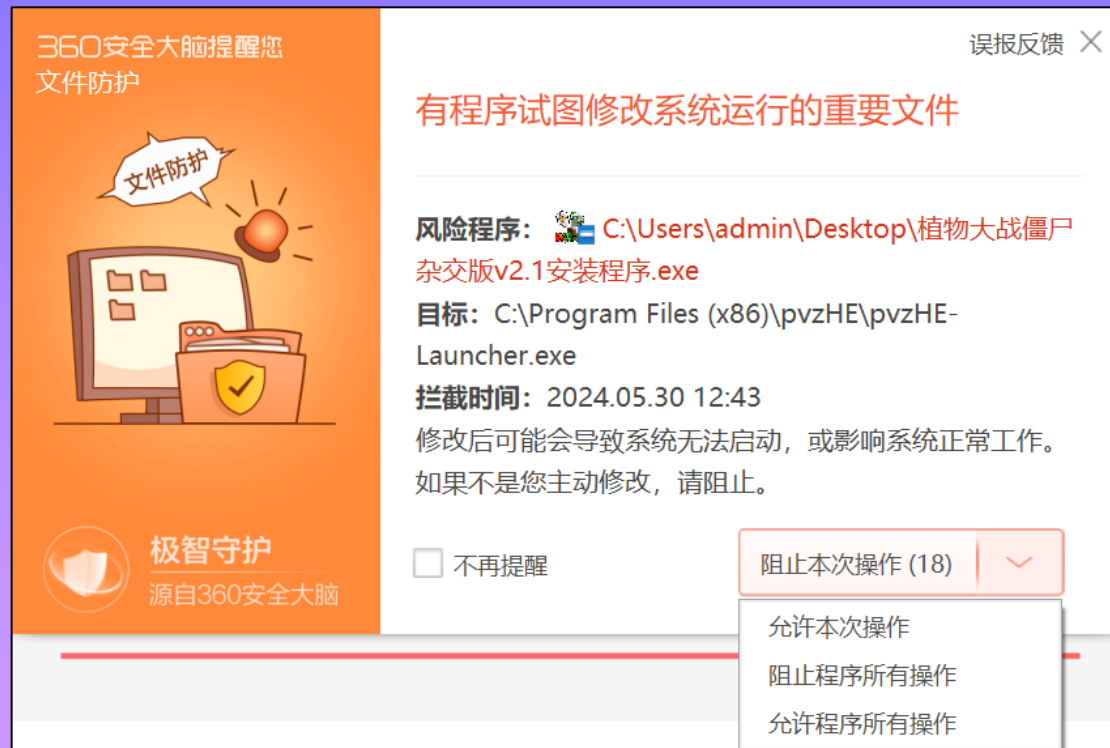 360安全大脑提醒您
文件防护
文件防护
极智守护
源自360安全大脑
误报反馈
有程序试图修改系统运行的重要文件
风险程序： C:\Users\admin\Desktop\植物大战僵尸
杂交版v2.1安装程序.exe
目标：C:\Program Files (x86)\pvzHE\pvzHE-
Launcher.exe
拦截时间：2024.05.30 12:43
修改后可能会导致系统无法启动，或影响系统正常工作。
如果不是您主动修改，请阻止。
不再提醒
阻止本次操作 (18)
允许本次操作
阻止程序所有操作
允许程序所有操作